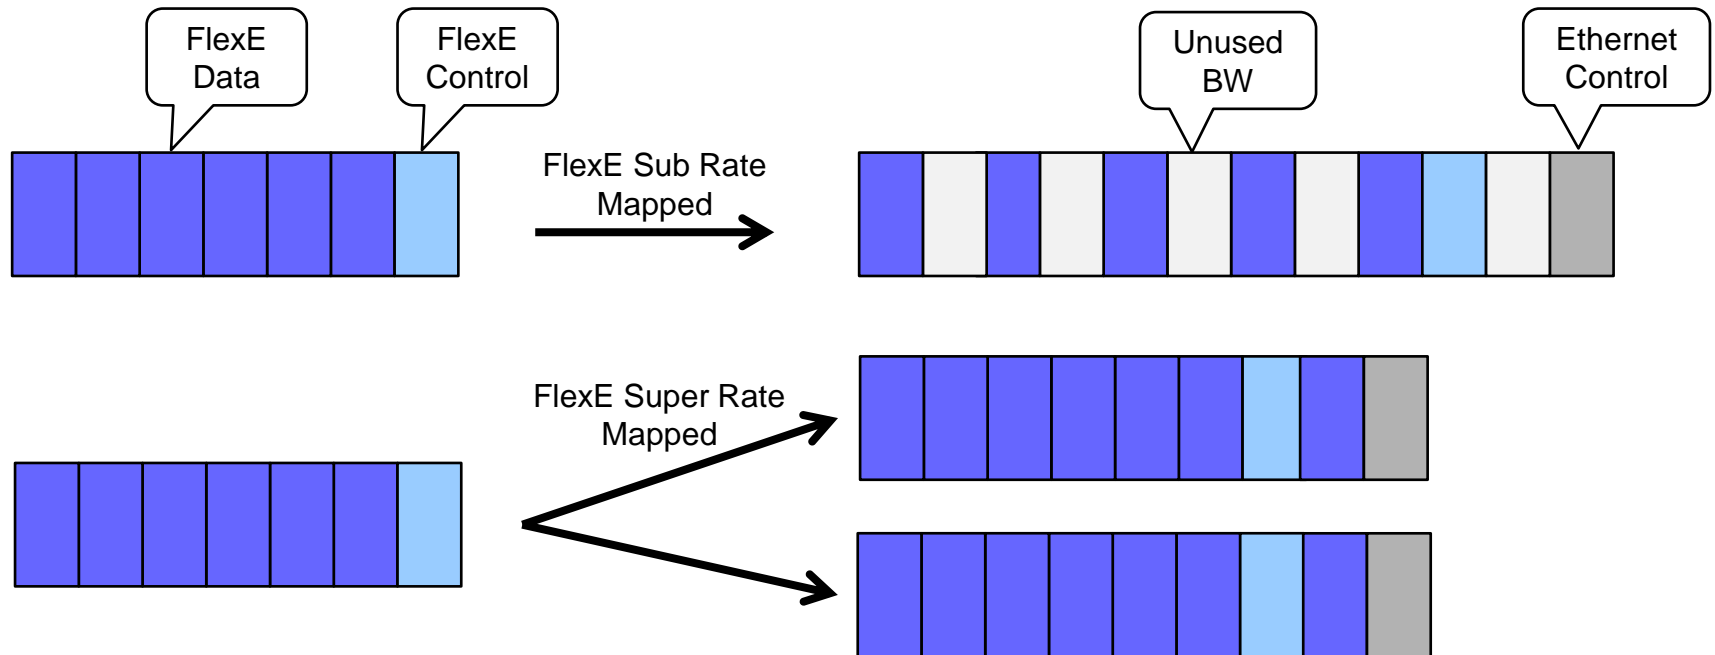 FlexE
Data
FlexE
Control
Unused
BW
Ethernet
Control
FlexE Sub Rate
Mapped
FlexE Super Rate
Mapped